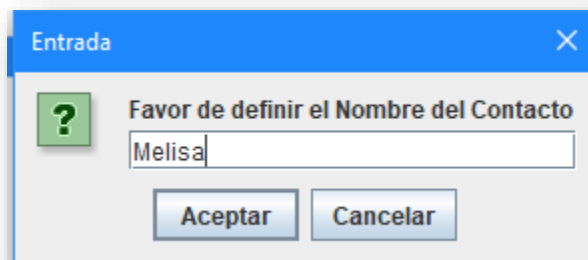 Entrada
?
Favor de definir el Nombre del Contacto
Melisa
Aceptar Cancelar